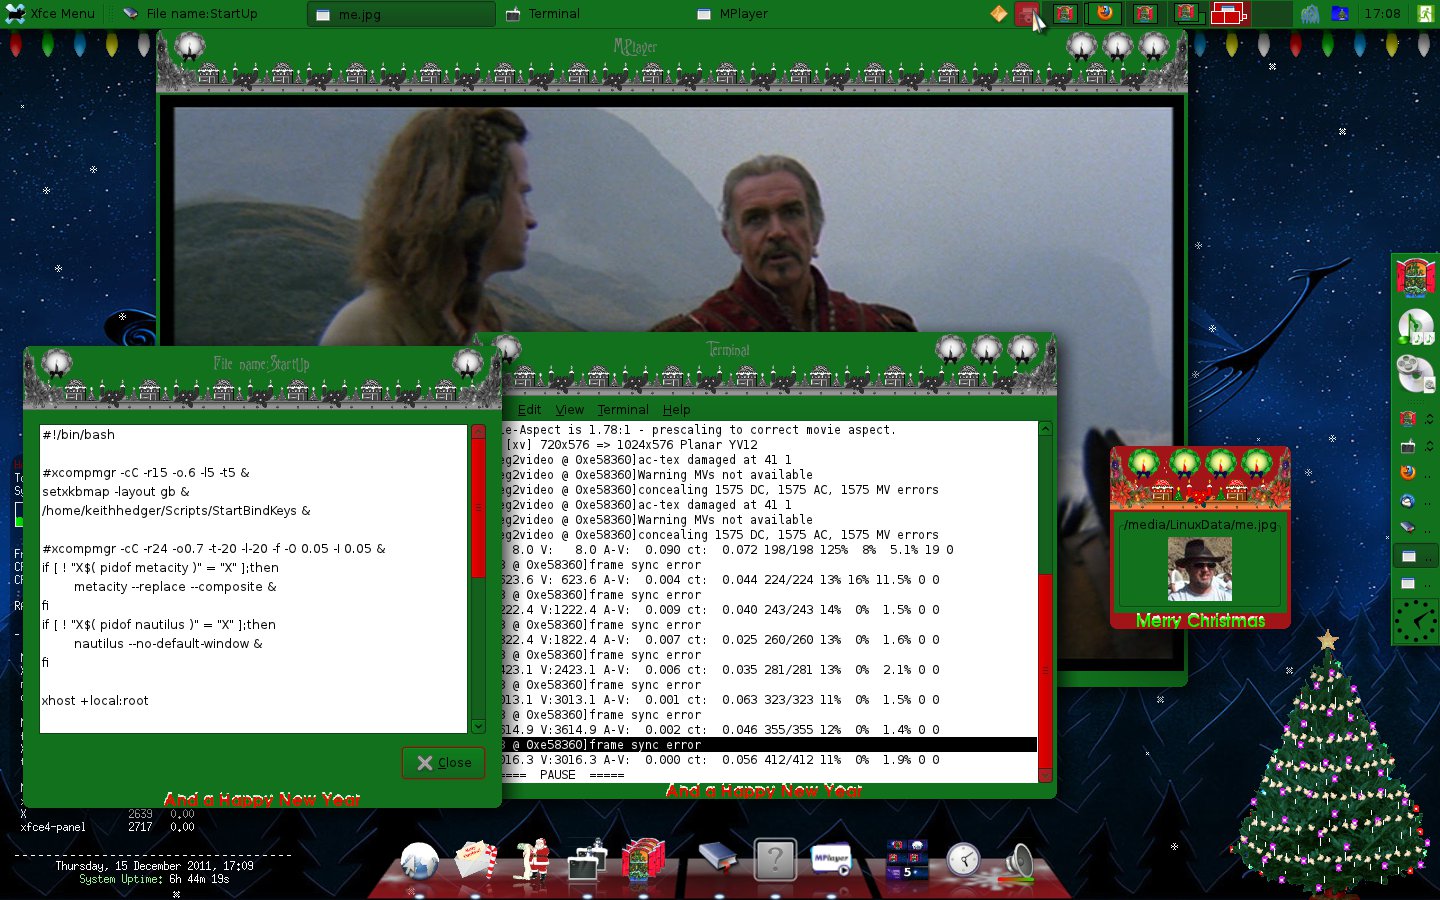 Xfce Menu
File name:StartUp
me.jpg
Terminal
MPlayer
17:08
MPlayer
File name:StartUp
#!/bin/bash
#xcompmgr -cC -r15 -o.6 -l5 -t5 &
setxkbmap -layout gb &
/home/keithhedger/Scripts/StartBindKeys &
#xcompmgr -cC -r24 -o0.7 -t-20 -l-20 -f -O 0.05 -I 0.05 &
if [ ! "X$( pidof metacity )" = "X" ];then
metacity --replace --composite &
fi
if [ ! "X$( pidof nautilus )" = "X" ];then
nautilus --no-default-window &
fi
xhost +local:root
Close
And a Happy New Year
Terminal
Edit View Terminal Help
e-Aspect is 1.78:1 - prescaling to correct movie aspect.
[xv] 720x576 => 1024x576 Planar YV12
eg2video @ 0xe58360]ac-tex damaged at 41 1
eg2video @ 0xe58360]Warning MVs not available
eg2video @ 0xe58360]concealing 1575 DC, 1575 AC, 1575 MV errors
eg2video @ 0xe58360]ac-tex damaged at 41 1
eg2video @ 0xe58360]Warning MVs not available
eg2video @ 0xe58360]concealing 1575 DC, 1575 AC, 1575 MV errors
8.0 V: 8.0 A-V: 0.090 ct: 0.072 198/198 125% 8% 5.1% 19 0
3 @ 0xe58360]frame sync error
523.6 V: 623.6 A-V: 0.004 ct: 0.044 224/224 13% 16% 11.5% 0 0
3 @ 0xe58360]frame sync error
222.4 V:1222.4 A-V: 0.009 ct: 0.040 243/243 14% 0% 1.5% 0 0
3 @ 0xe58360]frame sync error
822.4 V:1822.4 A-V: 0.007 ct: 0.025 260/260 13% 0% 1.6% 0 0
3 @ 0xe58360]frame sync error
423.1 V:2423.1 A-V: 0.006 ct: 0.035 281/281 13% 0% 2.1% 0 0
3 @ 0xe58360]frame sync error
013.1 V:3013.1 A-V: 0.001 ct: 0.063 323/323 11% 0% 1.5% 0 0
3 @ 0xe58360]frame sync error
614.9 V:3614.9 A-V: 0.002 ct: 0.046 355/355 12% 0% 1.4% 0 0
3 @ 0xe58360]frame sync error
016.3 V:3016.3 A-V: 0.000 ct: 0.056 412/412 11% 0% 1.9% 0 0
==== PAUSE =====
And a Happy New Year
/media/LinuxData/me.jpg
Merry Christmas
X 2639 0.00
xfce4-panel 2717 0.00
Thursday, 15 December 2011, 17:09
System Uptime: 6h 44m 19s
MPlayer
5